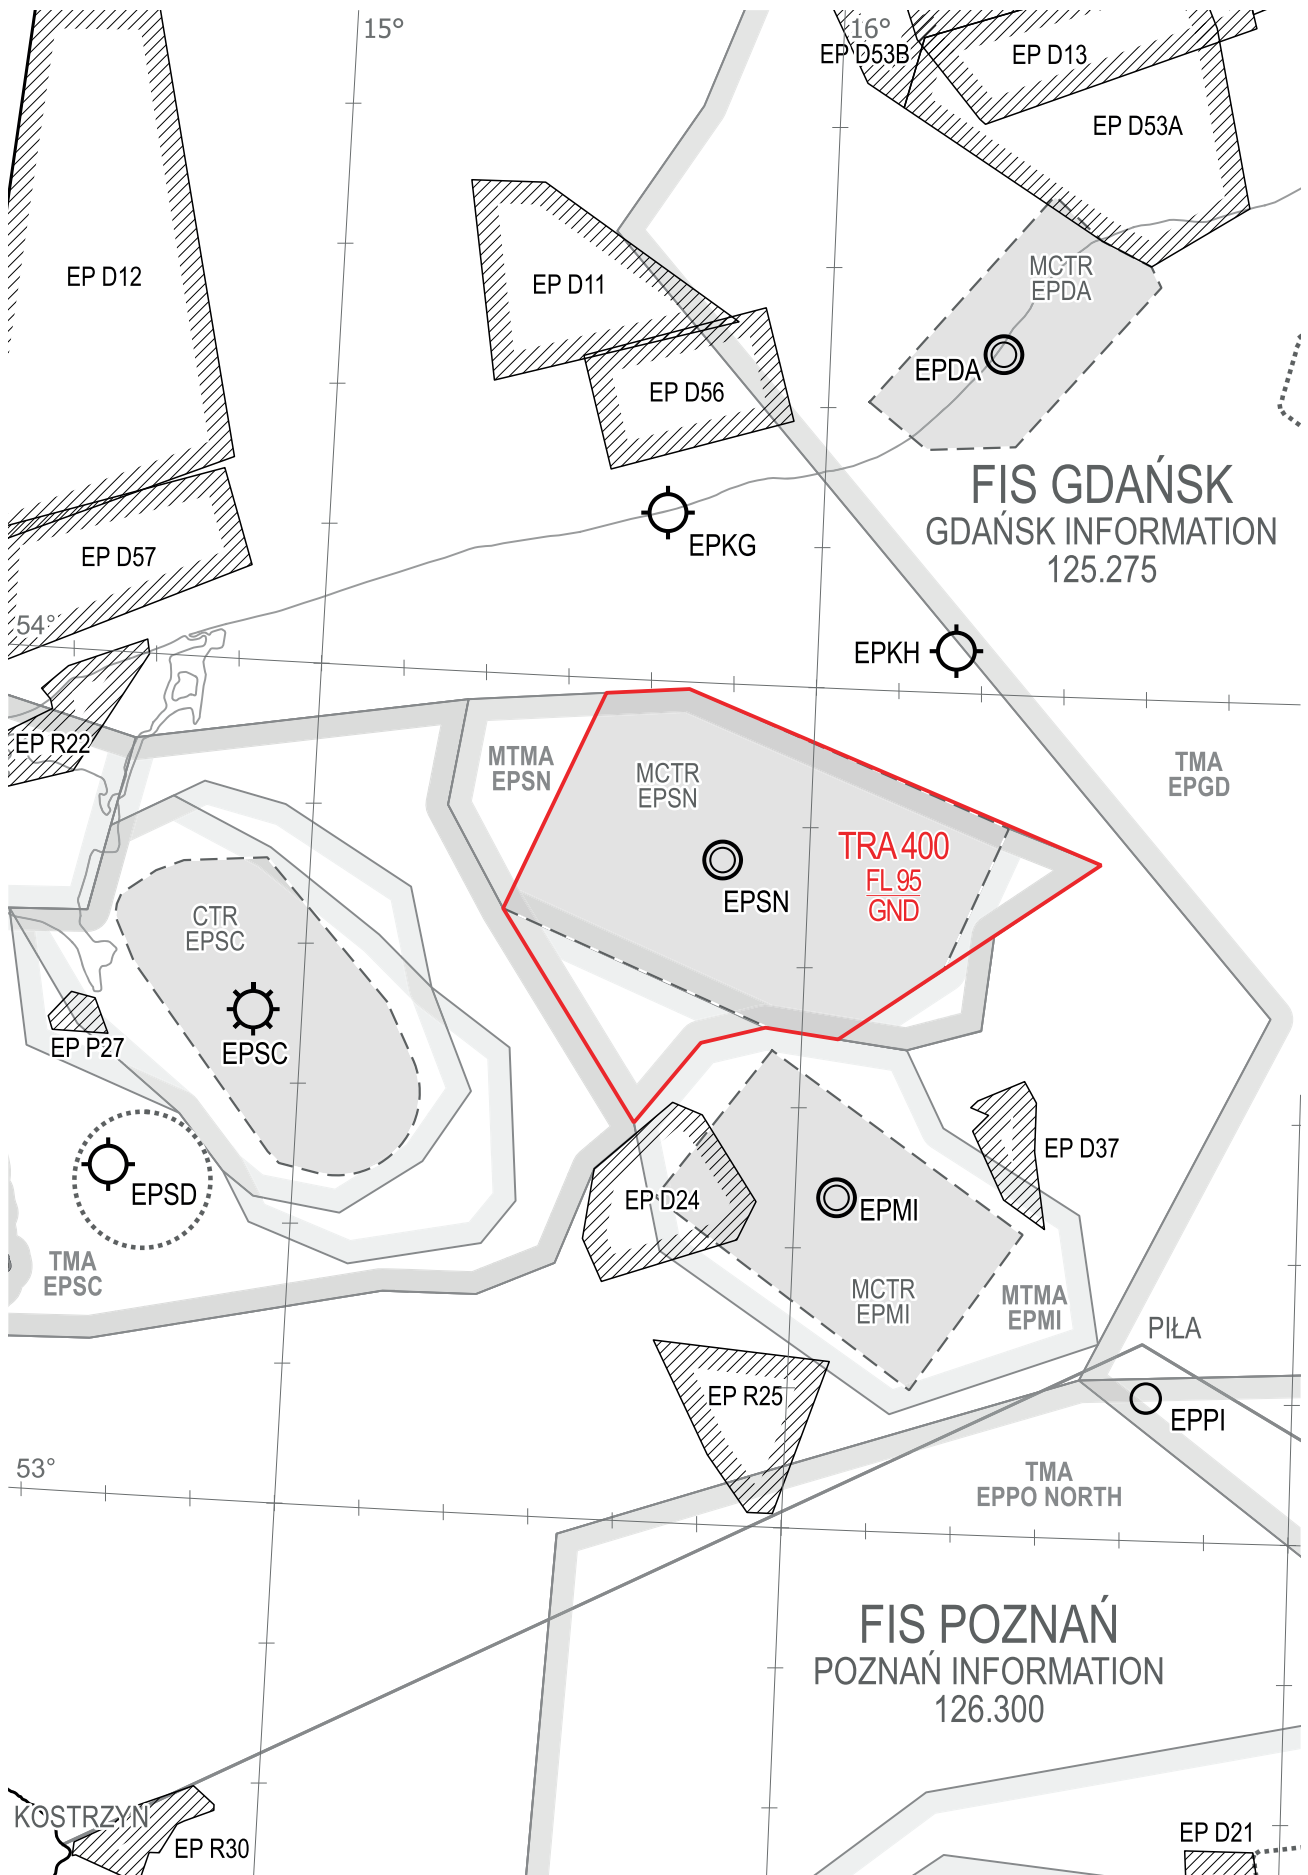 15°
16°
EP D53B
EP D13
EP D53A
EP D12
EP D11
MCTR
EPDA
EPDA
EP D56
FIS GDAŃSK
GDAŃSK INFORMATION
125.275
EPKG
EP D57
54°
EPKH
EP R22
MTMA
EPSN
MCTR
EPSN
TMA
EPGD
TRA 400
FL 95
GND
EPSN
CTR
EPSC
EPSC
EP P27
EP D37
EPSD
EP D24
EPMI
TMA
EPSC
MCTR
EPMI
MTMA
EPMI
PIŁA
EP R25
EPPI
53°
TMA
EPPO NORTH
FIS POZNAŃ
POZNAŃ INFORMATION
126.300
KOSTRZYŃ
EP R30
EP D21